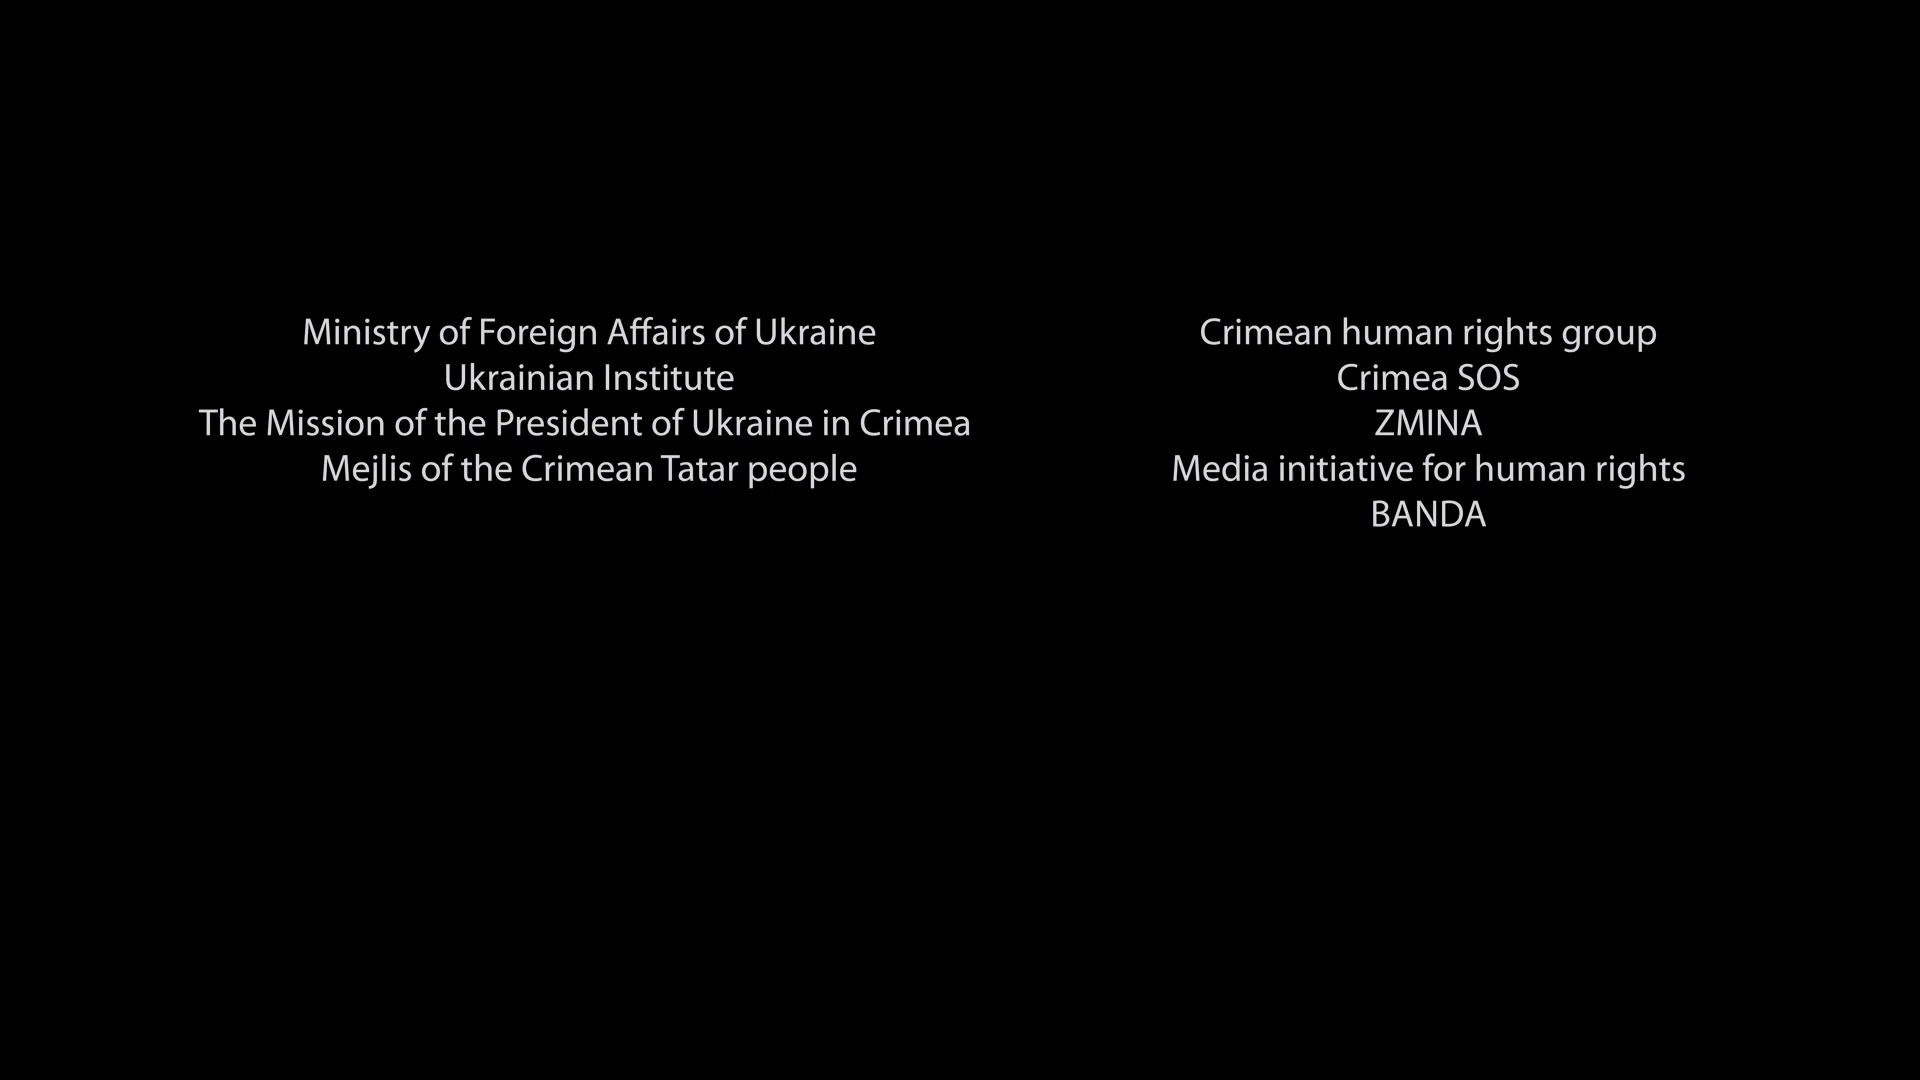 Ministry of Foreign Affairs of Ukraine
Ukrainian Institute
The Mission of the President of Ukraine in Crimea
Mejlis of the Crimean Tatar people
Crimean human rights group
Crimea SOS
ZMINA
Media initiative for human rights
BANDA